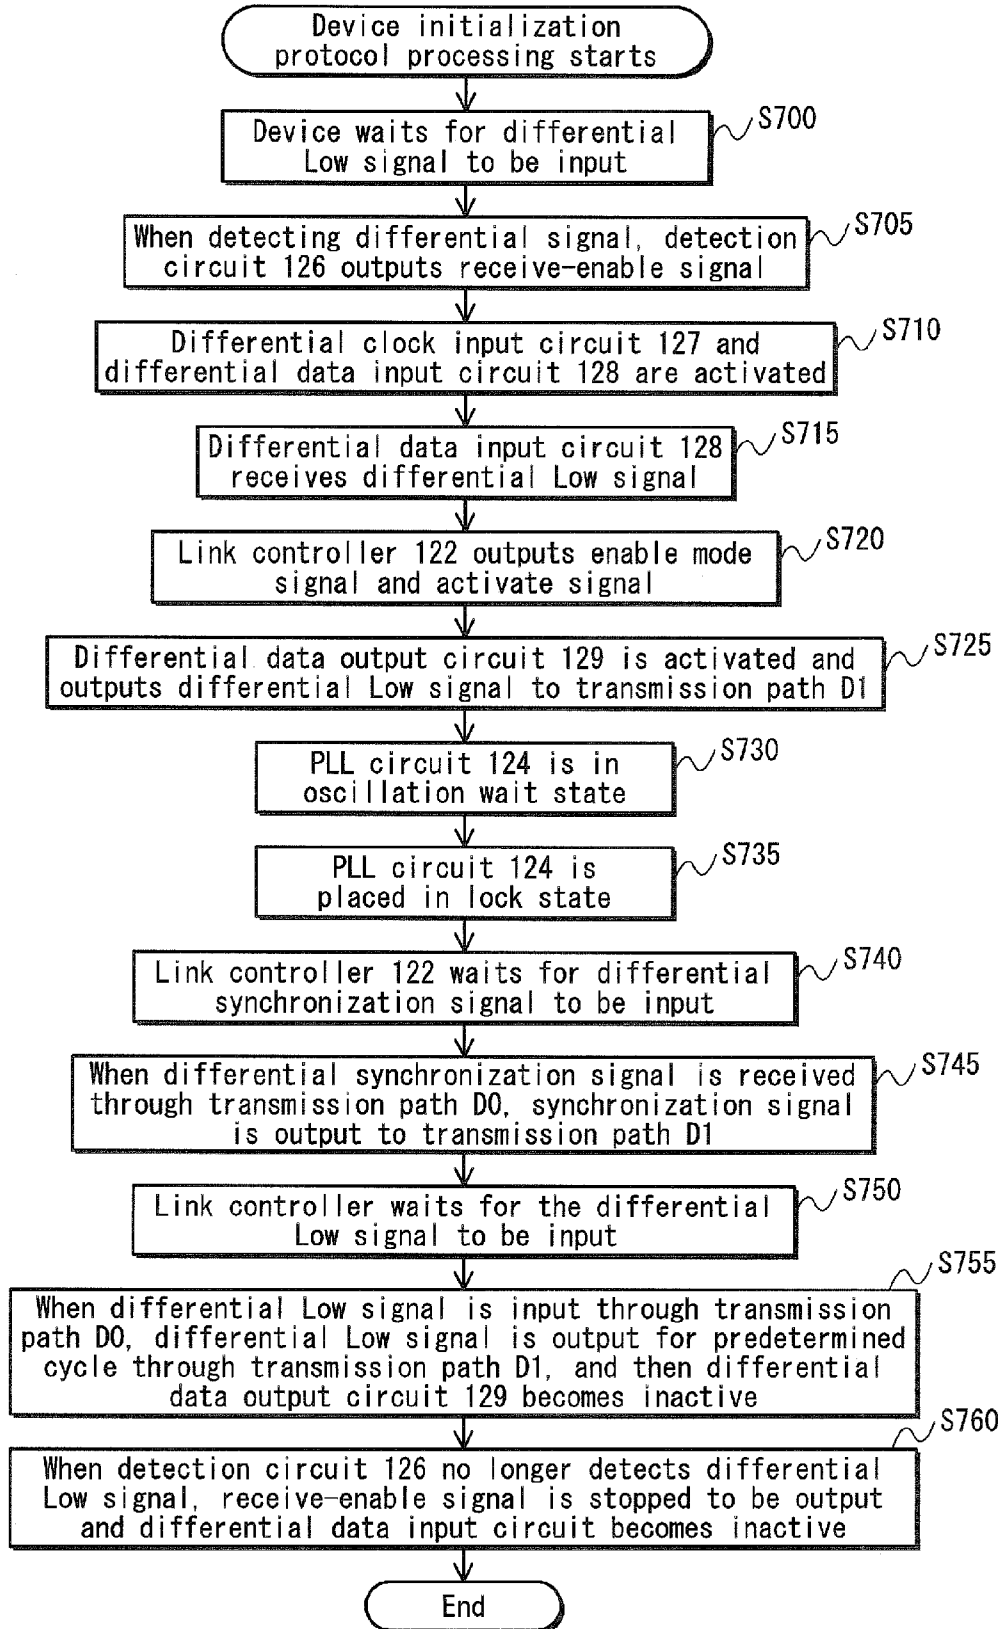 Device initialization
protocol processing starts
S700
Device waits for differential
Low signal to be input
S705
When detecting differential signal, detection
circuit 126 outputs receive-enable signal
S710
Differential clock input circuit 127 and
differential data input circuit 128 are activated
S715
Differential data input circuit 128
receives differential Low signal
S720
Link controller 122 outputs enable mode
signal and activate signal
S725
Differential data output circuit 129 is activated and
outputs differential Low signal to transmission path D1
S730
PLL circuit 124 is in
oscillation wait state
S735
PLL circuit 124 is
placed in lock state
S740
Link controller 122 waits for differential
synchronization signal to be input
S745
When differential synchronization signal is received
through transmission path D0, synchronization signal
is output to transmission path D1
S750
Link controller waits for the differential
Low signal to be input
S755
When differential Low signal is input through transmission
path D0, differential Low signal is output for predetermined
cycle through transmission path D1, and then differential
data output circuit 129 becomes inactive
S760
When detection circuit 126 no longer detects differential
Low signal, receive-enable signal is stopped to be output
and differential data input circuit becomes inactive
End